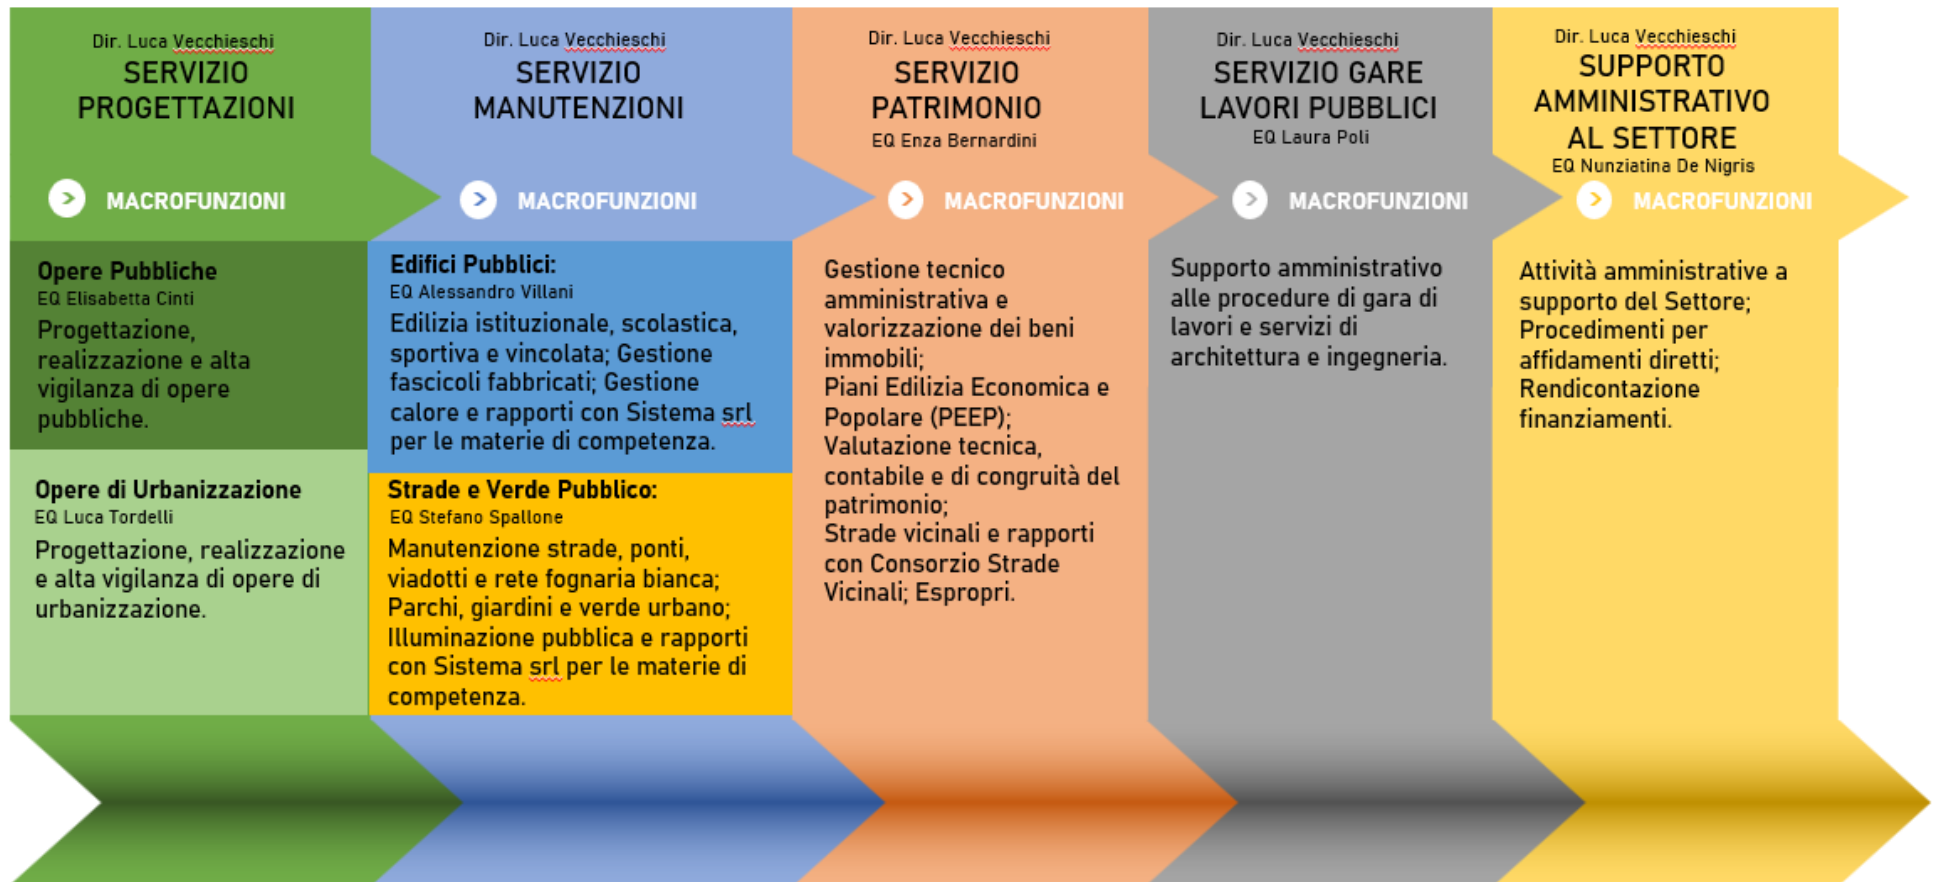 Dir. Luca Vecchieschi
SERVIZIO
PROGETTAZIONI
MACROFUNZIONI
Opere Pubbliche
EQ Elisabetta Cinti
Progettazione,
realizzazione e alta
vigilanza di opere
pubbliche.
Opere di Urbanizzazione
EQ Luca Tordelli
Progettazione, realizzazione
e alta vigilanza di opere di
urbanizzazione.
Dir. Luca Vecchieschi
SERVIZIO
MANUTENZIONI
MACROFUNZIONI
Edifici Pubblici:
EQ Alessandro Villani
Edilizia istituzionale, scolastica,
sportiva e vincolata; Gestione
fascicoli fabbricati; Gestione
calore e rapporti con Sistema srl
per le materie di competenza.
Strade e Verde Pubblico:
EQ Stefano Spallone
Manutenzione strade, ponti,
viadotti e rete fognaria bianca;
Parchi, giardini e verde urbano;
Illuminazione pubblica e rapporti
con Sistema srl per le materie di
competenza.
Dir. Luca Vecchieschi
SERVIZIO
PATRIMONIO
EQ Enza Bernardini
MACROFUNZIONI
Gestione tecnico
amministrativa e
valorizzazione dei beni
immobili;
Piani Edilizia Economica e
Popolare (PEEP);
Valutazione tecnica,
contabile e di congruità del
patrimonio;
Strade vicinali e rapporti
con Consorzio Strade
Vicinali; Espropri.
Dir. Luca Vecchieschi
SERVIZIO GARE
LAVORI PUBBLICI
EQ Laura Poli
MACROFUNZIONI
Supporto amministrativo
alle procedure di gara di
lavori e servizi di
architettura e ingegneria.
Dir. Luca Vecchieschi
SUPPORTO
AMMINISTRATIVO
AL SETTORE
EQ Nunziatina De Nigris
MACROFUNZIONI
Attività amministrative a
supporto del Settore;
Procedimenti per
affidamenti diretti;
Rendicontazione
finanziamenti.